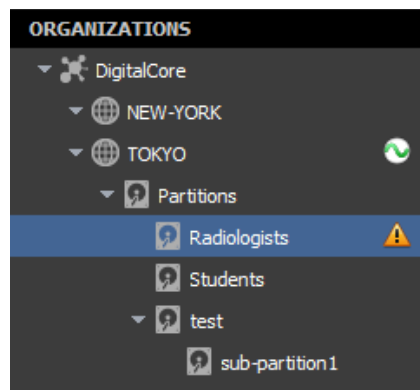 ORGANIZATIONS
DigitalCore
NEW-YORK
TOKYO
Partitions
Radiologists
Students
test
sub-partition1